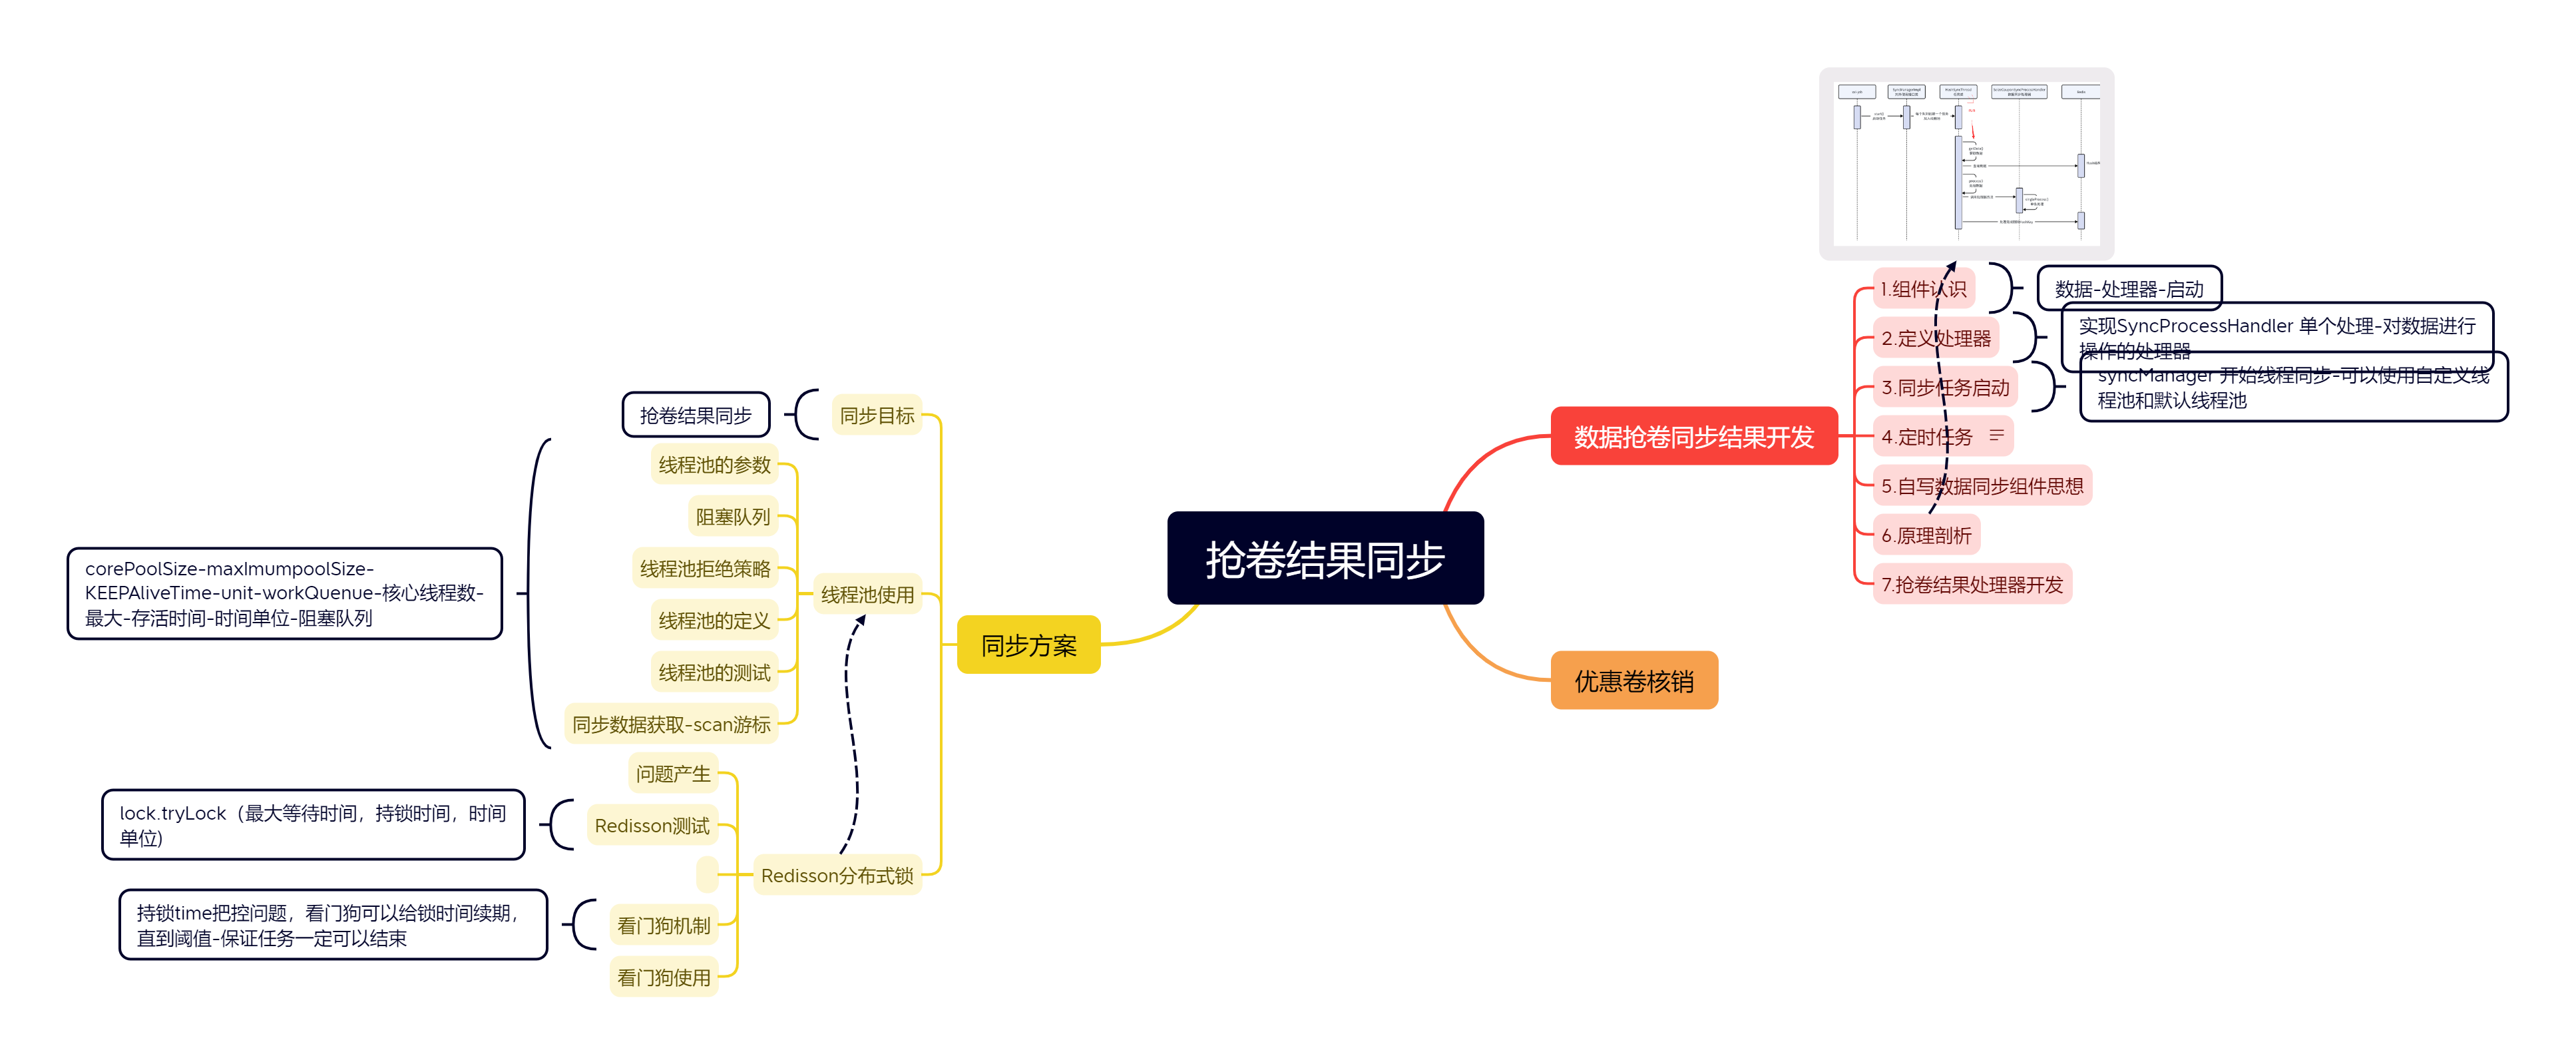 抢卷结果同步
数据抢卷同步结果开发
1.组件认识
数据-处理器-启动
2.定义处理器
实现SyncProcessHandler 单个处理-对数据进行
操作的处理器
3.同步任务启动
syncManager 开始线程同步-可以使用自定义线
程池和默认线程池
4.定时任务
5.自写数据同步组件思想
6.原理剖析
7.抢卷结果处理器开发
优惠卷核销
同步方案
同步目标
抢卷结果同步
线程池使用
线程池的参数
阻塞队列
线程池拒绝策略
线程池的定义
线程池的测试
同步数据获取-scan游标
corePoolSize-maxImumpoolSize-
KEEPAliveTime-unit-workQuenue-核心线程数-
最大-存活时间-时间单位-阻塞队列
Redisson分布式锁
问题产生
Redisson测试
lock.tryLock（最大等待时间，持锁时间，时间
单位)
看门狗机制
持锁time把控问题，看门狗可以给锁时间续期，
直到阈值-保证任务一定可以结束
看门狗使用